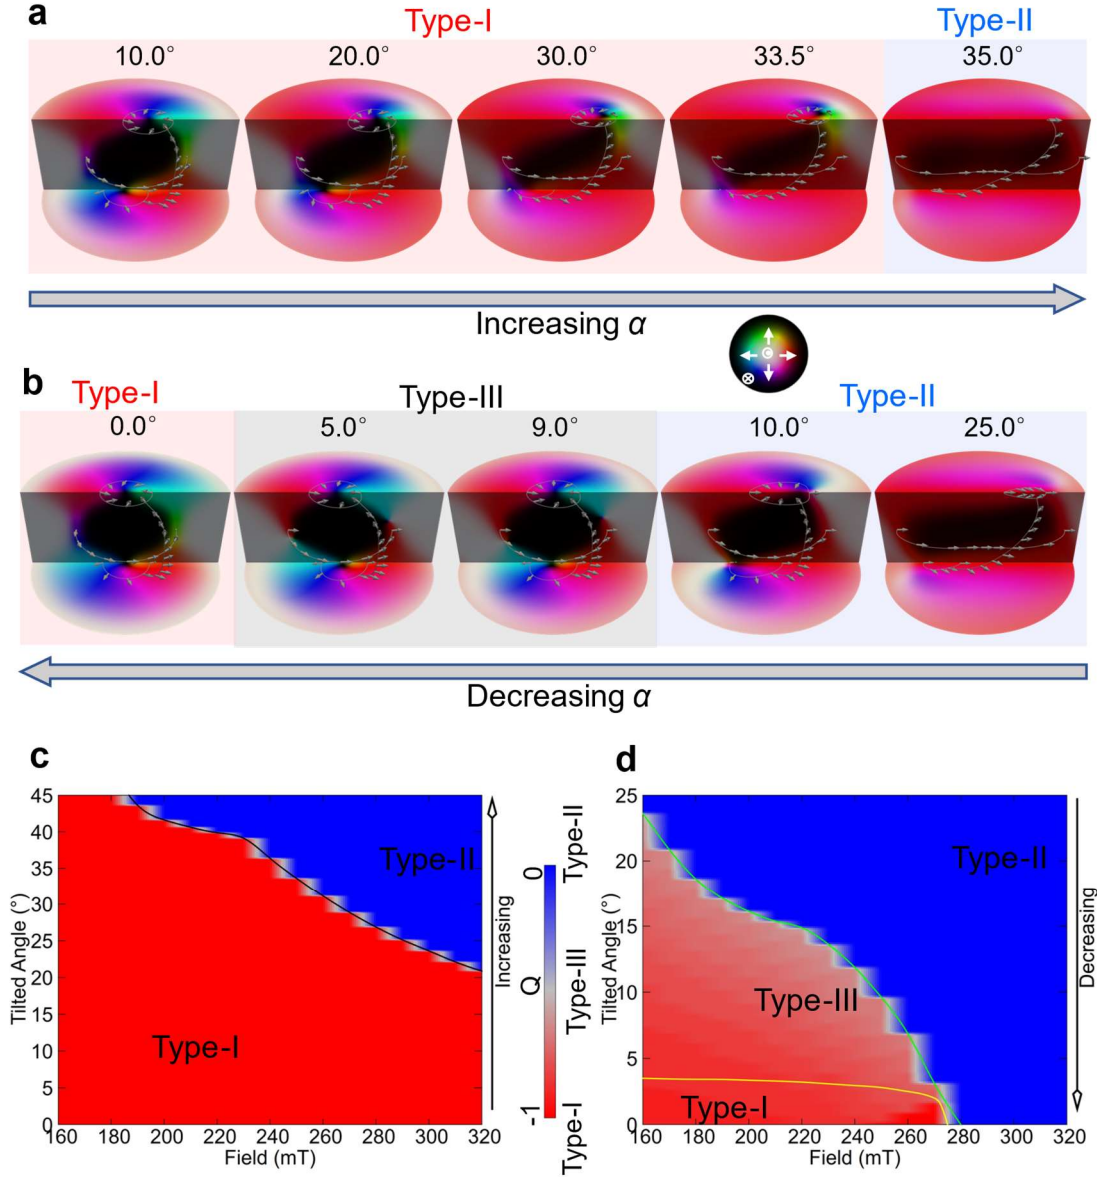 a
Type-I
Type-II
10.0°
20.0°
30.0°
33.5°
35.0°
Increasing α
b
Type-I
Type-III
Type-II
0.0°
5.0°
9.0°
10.0°
25.0°
Decreasing α
c
45
40
35
30
25
20
15
10
5
0
Tilted Angle (°)
160
180
200
220
240
260
280
300
320
Field (mT)
Type-I
Type-II
Increasing
0
Q
-1
Type-II
Type-III
Type-I
d
25
20
15
10
5
0
Tilted Angle (°)
160
180
200
220
240
260
280
300
320
Field (mT)
Type-II
Type-III
Type-I
Decreasing